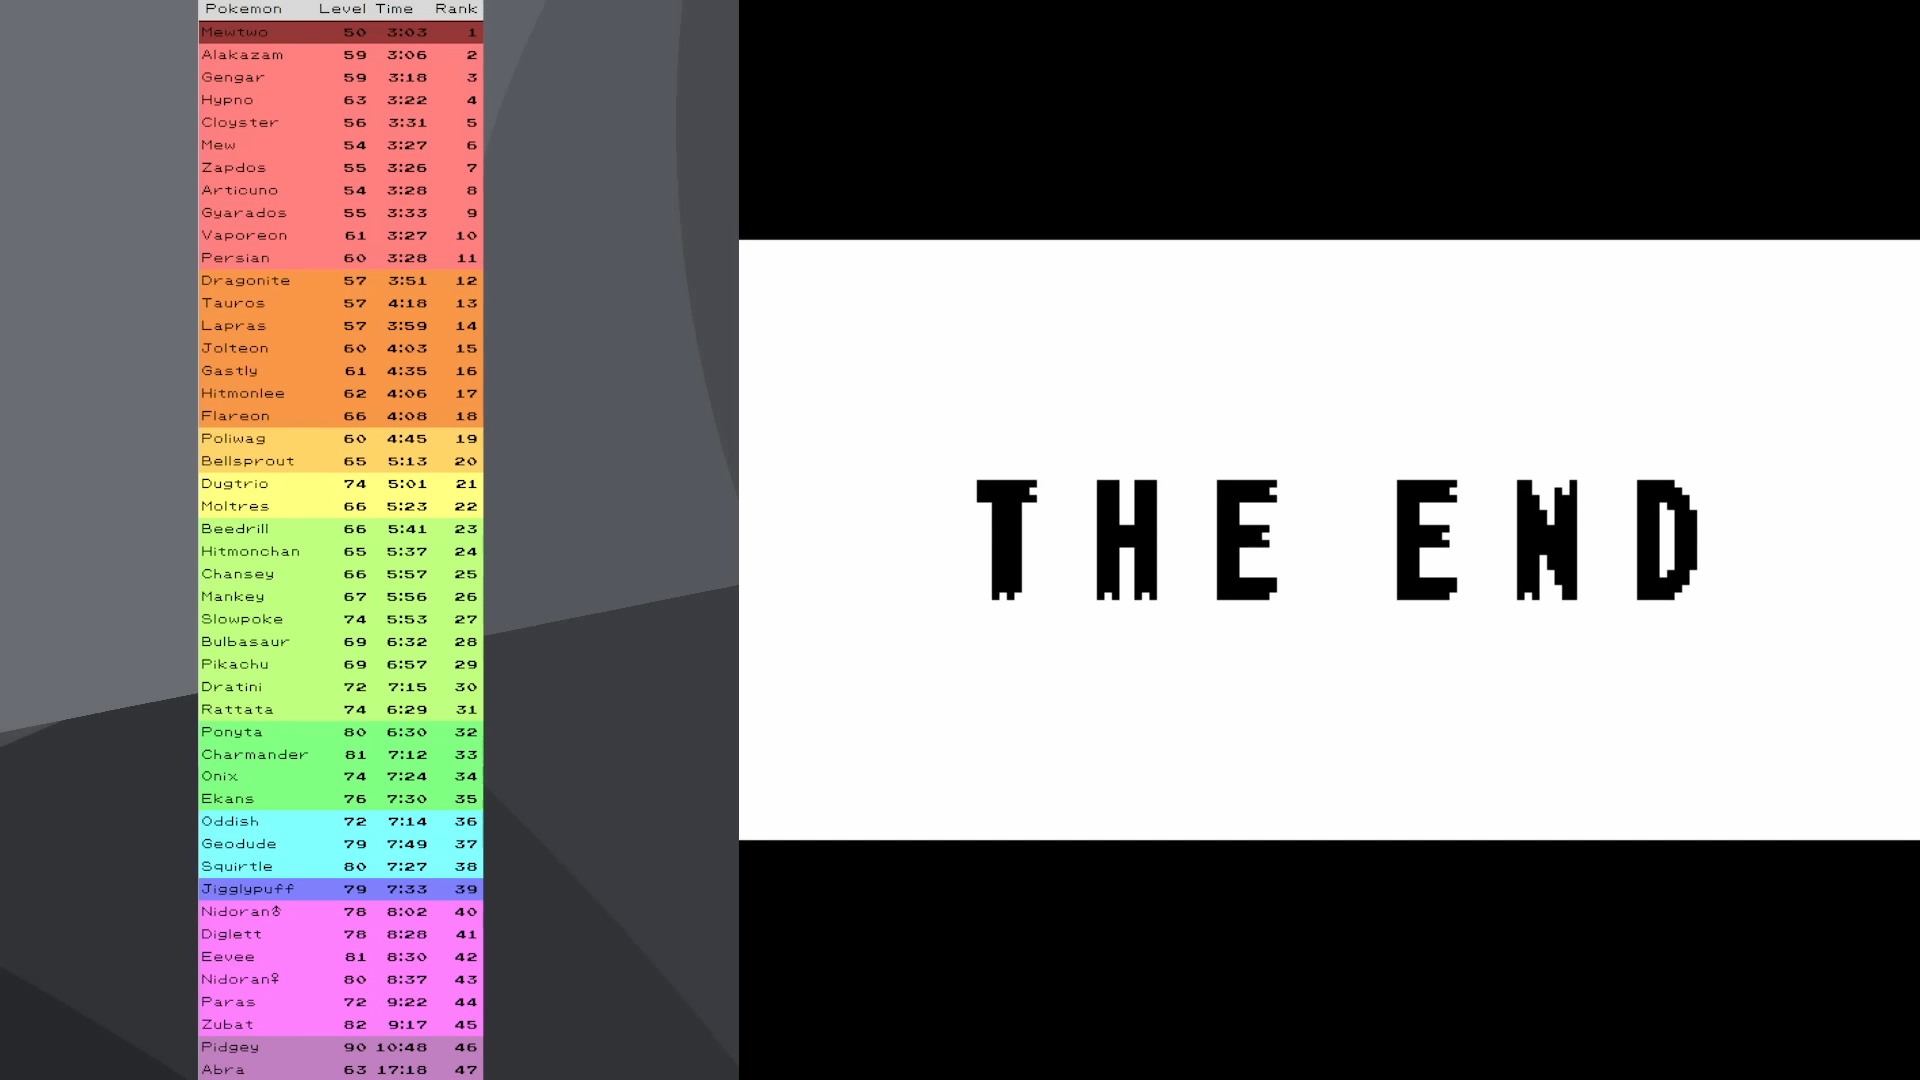 Pokemon Level Time Rank
Mewtwo 50 3:03 1
Alakazam 59 3:06 2
Gengar 59 3:18 3
Hypno 63 3:22 4
Cloyster 56 3:31 5
Mew 54 3:27 6
Zapdos 55 3:26 7
Articuno 54 3:28 8
Gyarados 55 3:33 9
Vaporeon 61 3:27 10
Persian 60 3:28 11
Dragonite 57 3:51 12
Tauros 57 4:18 13
Lapras 57 3:59 14
Jolteon 60 4:03 15
Gastly 61 4:35 16
Hitmonlee 62 4:06 17
Flareon 66 4:08 18
Poliwag 60 4:45 19
Bellsprout 65 5:13 20
Dugtrio 74 5:01 21
Moltres 66 5:23 22
Beedrill 66 5:41 23
Hitmonchan 65 5:37 24
Chansey 66 5:57 25
Mankey 67 5:56 26
Slowpoke 74 5:53 27
Bulbasaur 69 6:32 28
Pikachu 69 6:57 29
Dratini 72 7:15 30
Rattata 74 6:29 31
Ponyta 80 6:30 32
Charmander 81 7:12 33
Onix 74 7:24 34
Ekans 76 7:30 35
Oddish 72 7:14 36
Geodude 79 7:49 37
Squirtle 80 7:27 38
Jigglypuff 79 7:33 39
Nidoran♂ 78 8:02 40
Diglett 78 8:28 41
Eevee 81 8:30 42
Nidoran♀ 80 8:37 43
Paras 72 9:22 44
Zubat 82 9:17 45
Pidgey 90 10:48 46
Abra 63 17:18 47
THE END